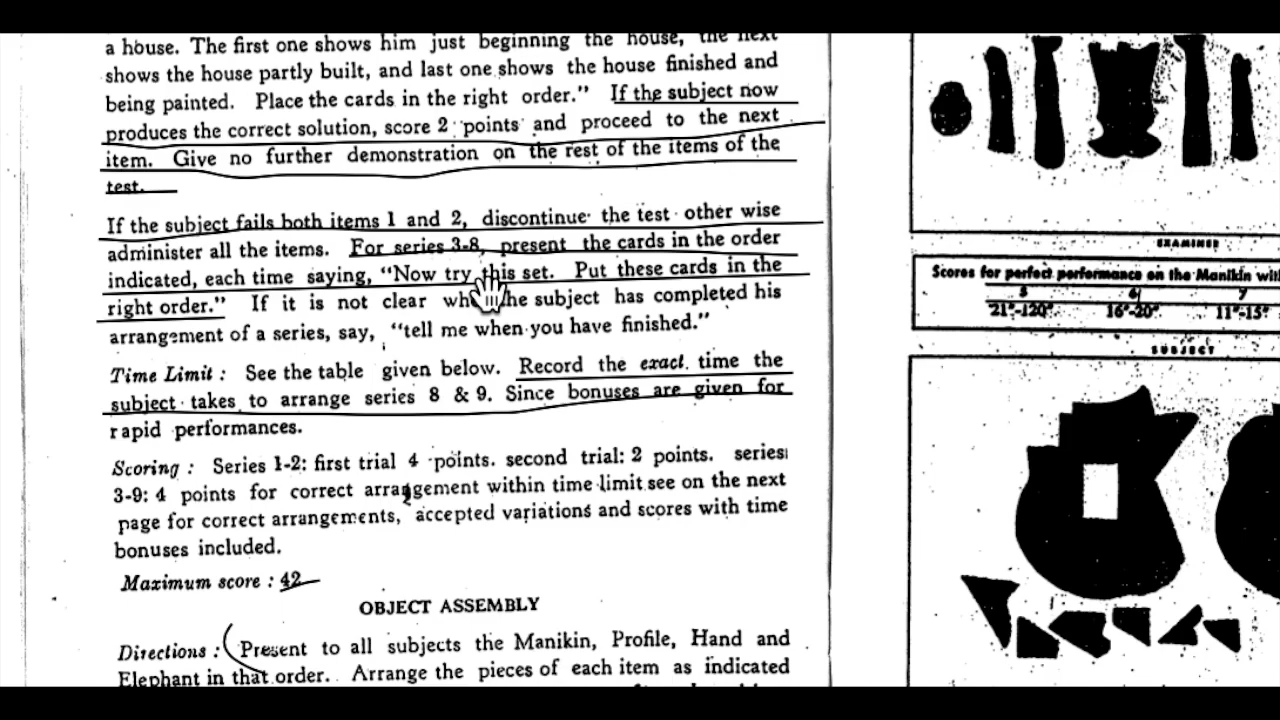 a house. The first one shows him just beginning the house, the next
shows the house partly built, and last one shows the house finished and
being painted. Place the cards in the right order." If the subject now
produces the correct solution, score 2 points and proceed to the next
item. Give no further demonstration on the rest of the items of the
test.
If the subject fails both items 1 and 2, discontinue the test other wise
administer all the items. For series 3-8, present the cards in the order
indicated, each time saying, "Now try this set. Put these cards in the
right order." If it is not clear the subject has completed his
arrangement of a series, say, "tell me when you have finished."
Time Limit : See the table given below. Record the exact time the
subject takes to arrange series 8 & 9. Since bonuses are given for
rapid performances.
Scoring : Series 1-2: first trial 4 points. second trial: 2 points. series
3-9: 4 points for correct arrangement within time limit see on the next
page for correct arrangements, accepted variations and scores with time
bonuses included.
Maximum score : 42
OBJECT ASSEMBLY
Directions : Present to all subjects the Manikin, Profile, Hand and
Elephant in that order. Arrange the pieces of each item as indicated
EXAMINER
Scores for perfect performance on the Manikin wit
5 6 7
21"-120" 16"-20" 11"-15"
SUBJECT